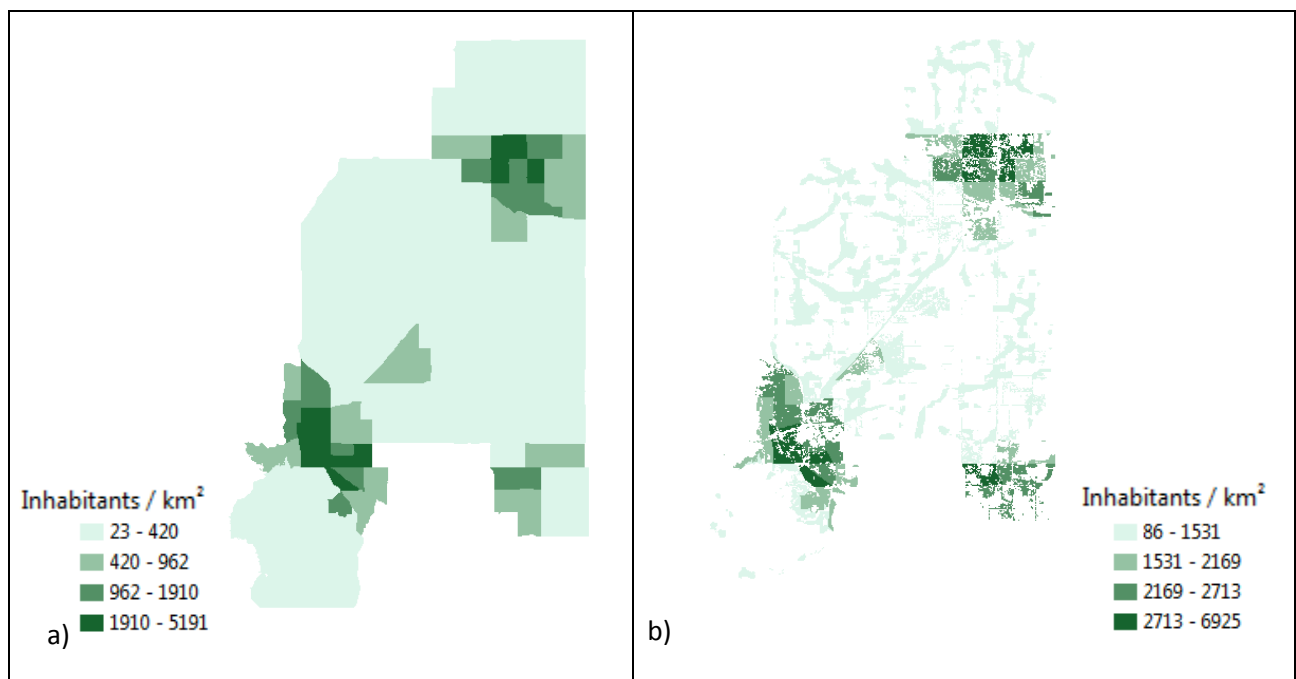 Inhabitants / km²
23 - 420
420 - 962
962 - 1910
1910 - 5191
a)
Inhabitants / km²
86 - 1531
1531 - 2169
2169 - 2713
2713 - 6925
b)